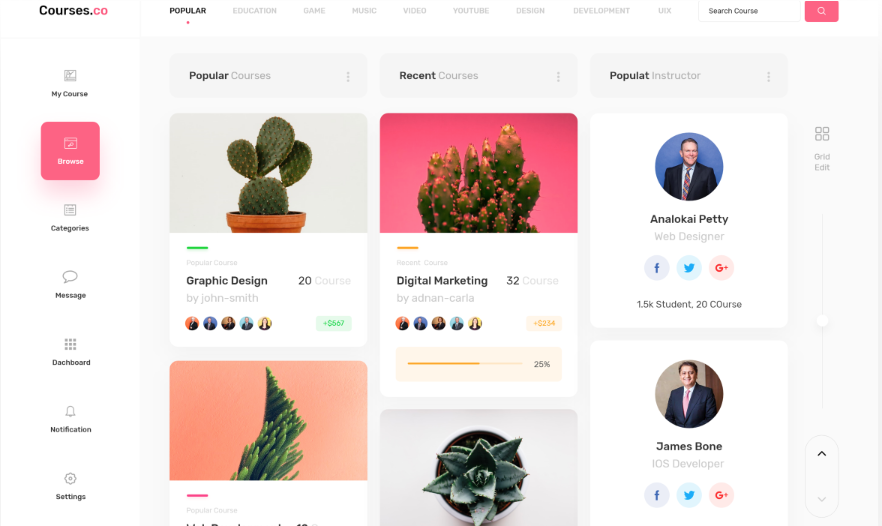 Courses.co
POPULAR
EDUCATION
GAME
MUSIC
VIDEO
YOUTUBE
DESIGN
DEVELOPMENT
UIX
Search Course
My Course
Browse
Categories
Message
Dachboard
Notification
Settings
Popular Courses
Popular Course
Graphic Design 20 Course
by john-smith
+$567
Popular Course
Recent Courses
Recent Course
Digital Marketing 32 Course
by adnan-carla
+$234
25%
Populat Instructor
Analokai Petty
Web Designer
f
G+
1.5k Student, 20 COurse
James Bone
IOS Developer
f
G+
Grid
Edit